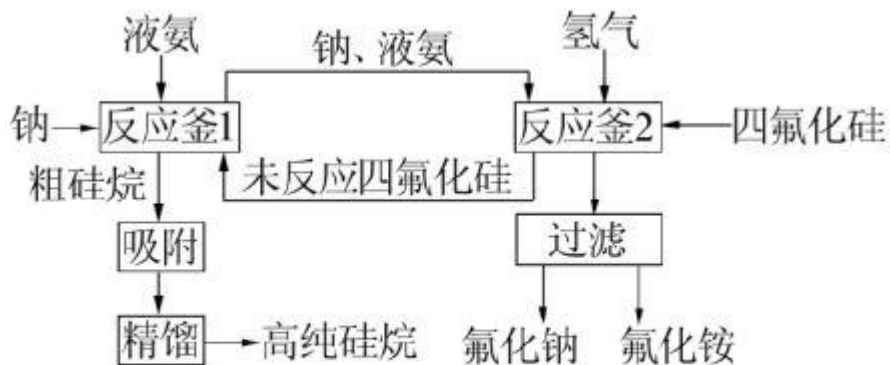 液氨
钠、液氨
氢气
钠
反应釜1
反应釜2
四氟化硅
粗硅烷
未反应四氟化硅
吸附
过滤
精馏
高纯硅烷
氟化钠
氟化铵